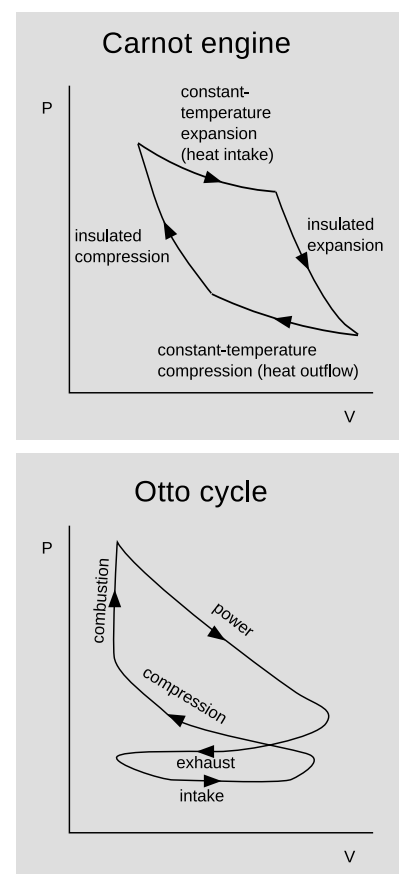 Carnot engine
P
constant-
temperature
expansion
(heat intake)
insulated
compression
insulated
expansion
constant-temperature
compression (heat outflow)
V
Otto cycle
P
combustion
power
compression
exhaust
intake
V